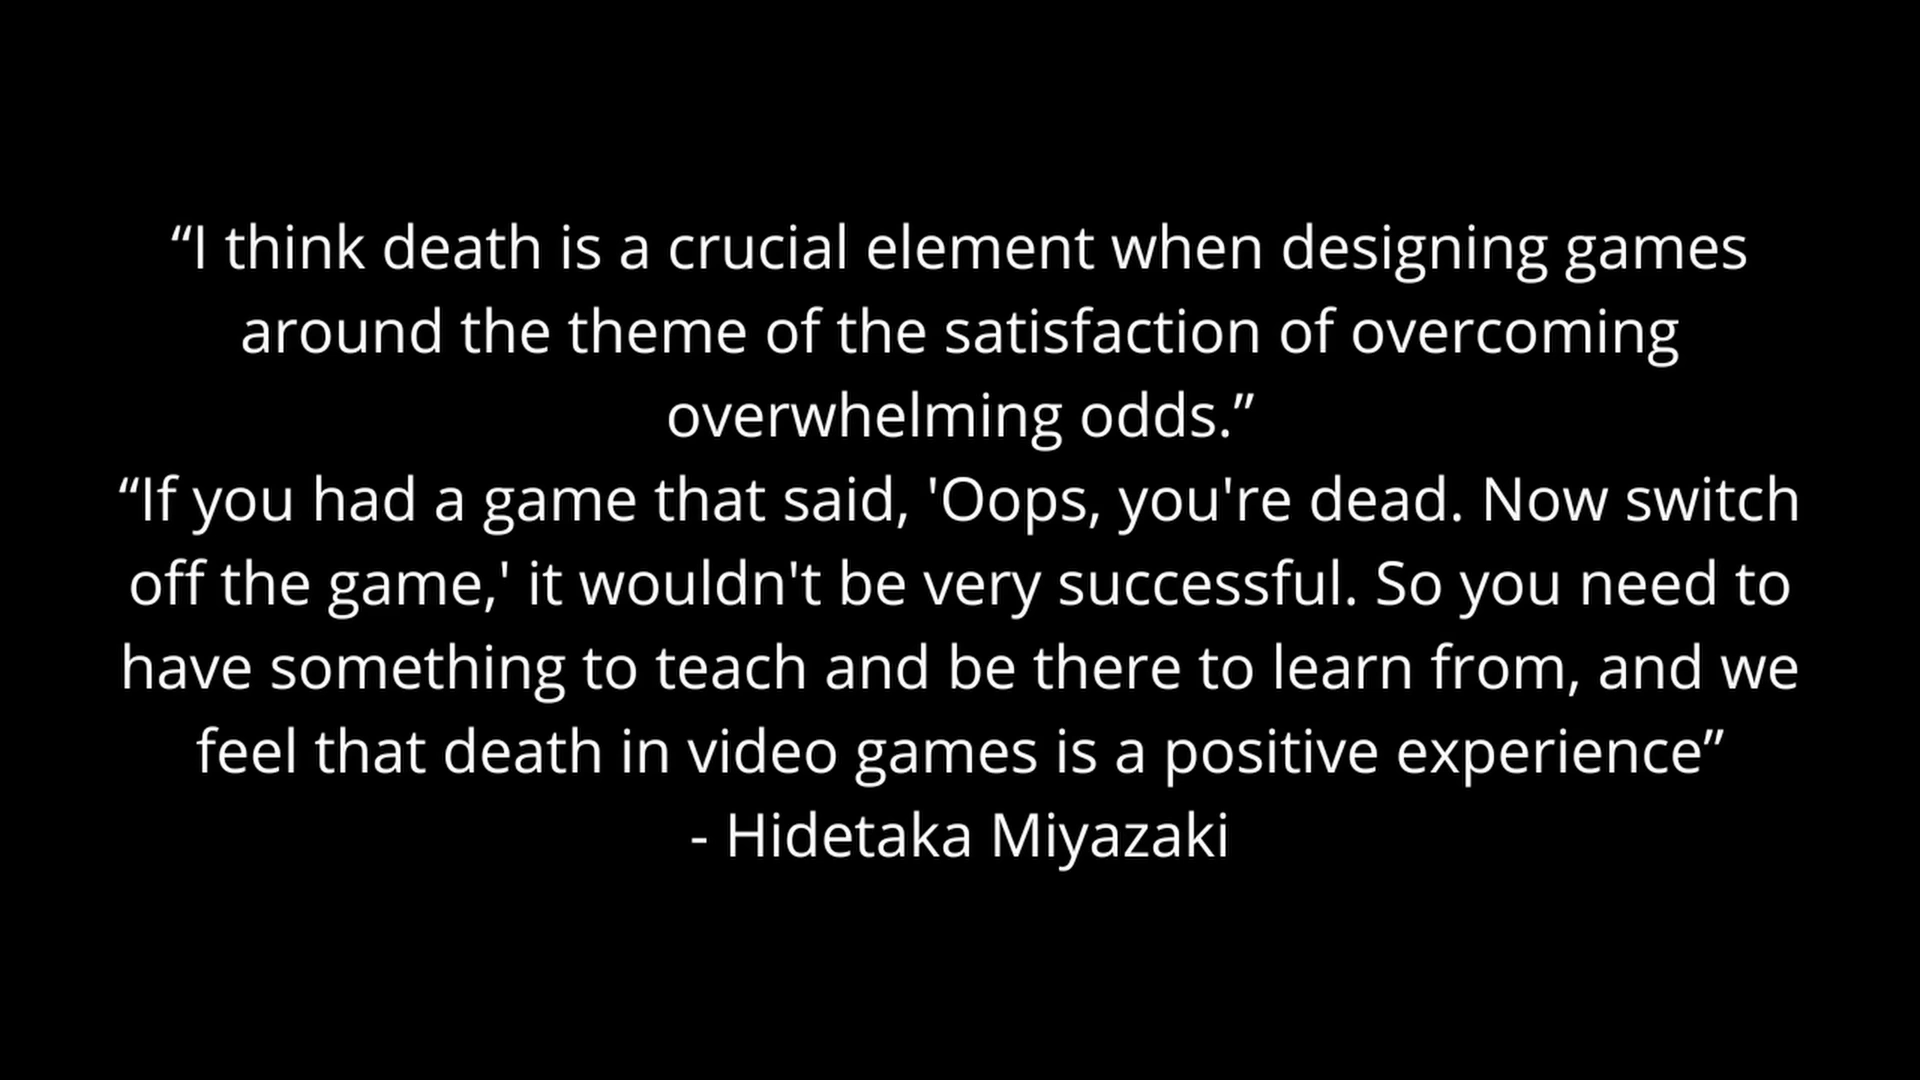 “I think death is a crucial element when designing games
around the theme of the satisfaction of overcoming
overwhelming odds.”
“If you had a game that said, 'Oops, you're dead. Now switch
off the game,' it wouldn't be very successful. So you need to
have something to teach and be there to learn from, and we
feel that death in video games is a positive experience”
- Hidetaka Miyazaki